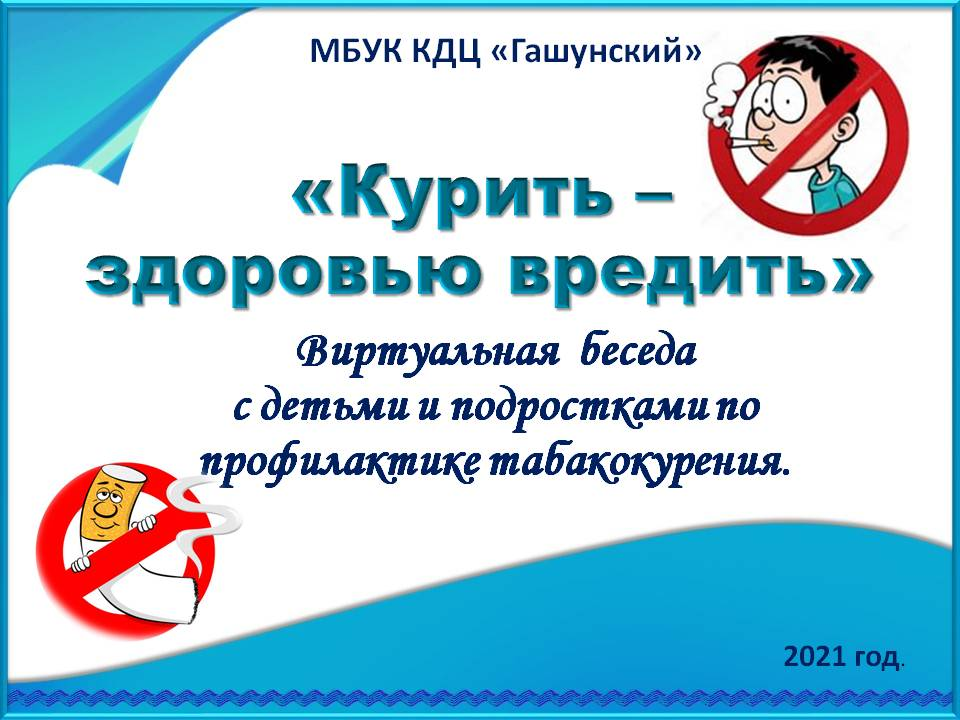 МБУК КДЦ «Гашунский»
«Курить –
здоровью вредить»
Виртуальная беседа
с детьми и подростками по
профилактике табакокурения.
2021 год.